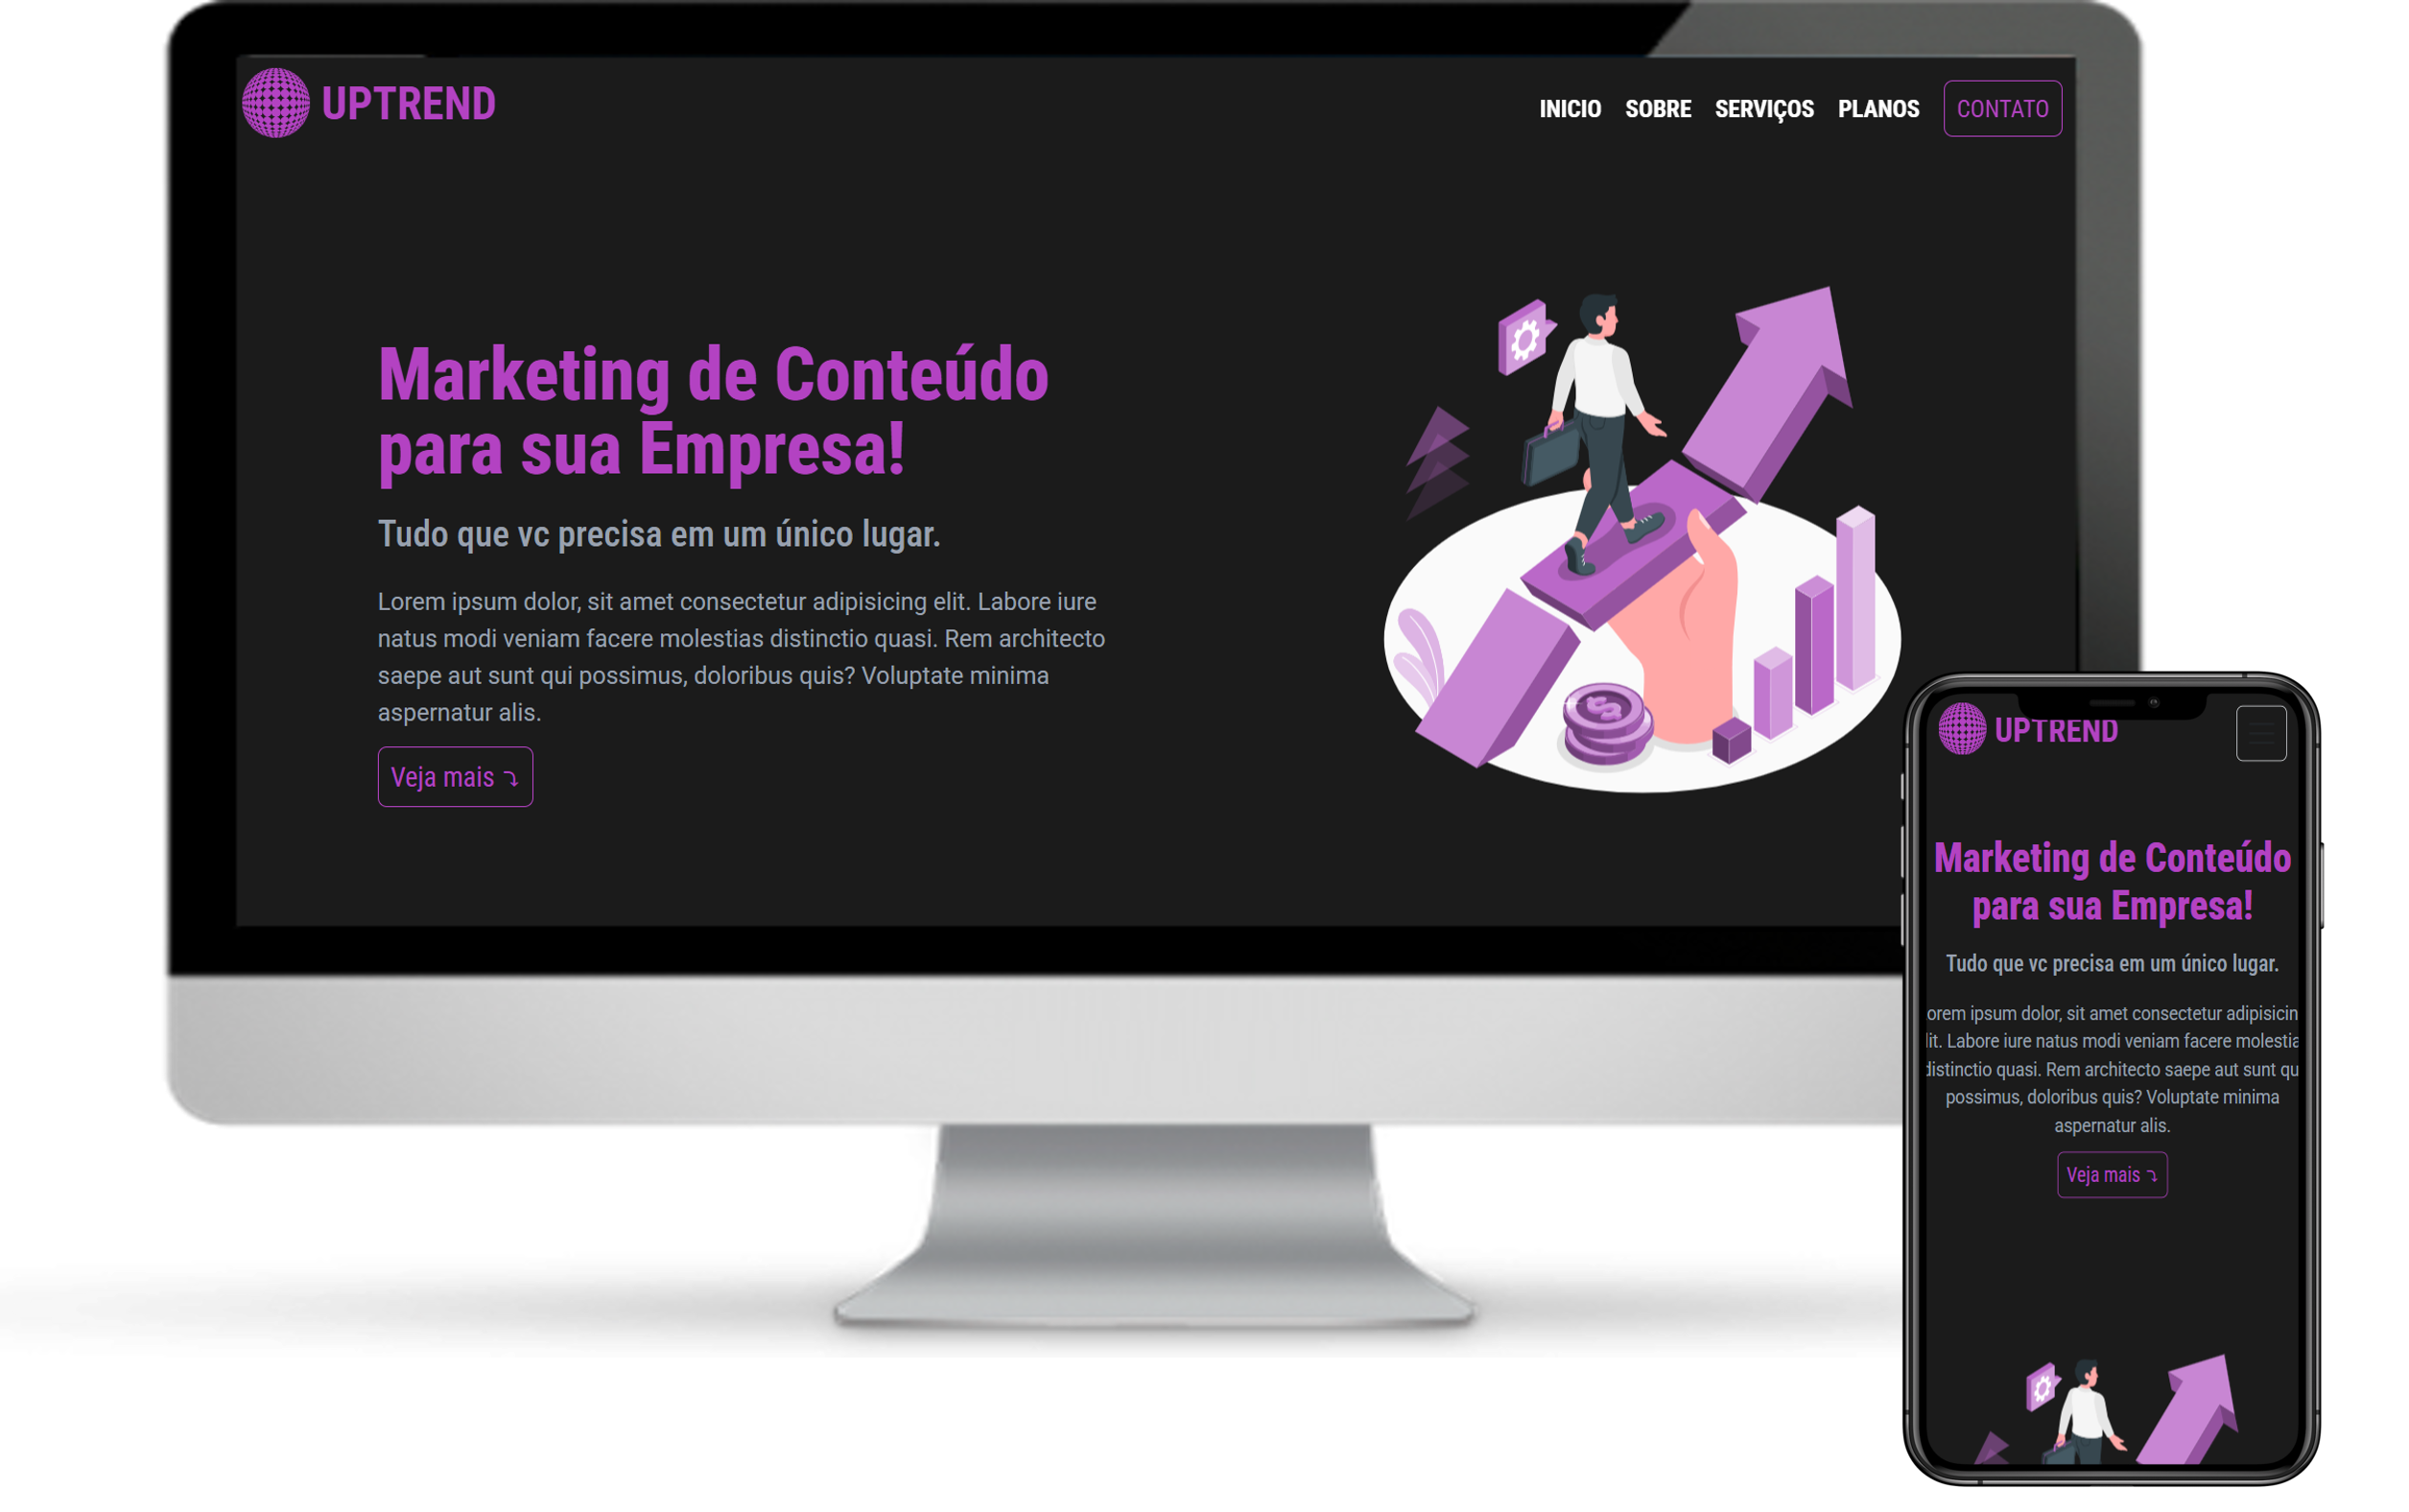 UPTREND
INICIO SOBRE SERVIÇOS PLANOS CONTATO
Marketing de Conteúdo
para sua Empresa!
Tudo que vc precisa em um único lugar.
Lorem ipsum dolor, sit amet consectetur adipisicing elit. Labore iure
natus modi veniam facere molestias distinctio quasi. Rem architecto
saepe aut sunt qui possimus, doloribus quis? Voluptate minima
aspernatur alis.
Veja mais ⤵
UPTREND
Marketing de Conteúdo
para sua Empresa!
Tudo que vc precisa em um único lugar.
orem ipsum dolor, sit amet consectetur adipisicin
lit. Labore iure natus modi veniam facere molestia
distinctio quasi. Rem architecto saepe aut sunt qu
possimus, doloribus quis? Voluptate minima
aspernatur alis.
Veja mais ⤵